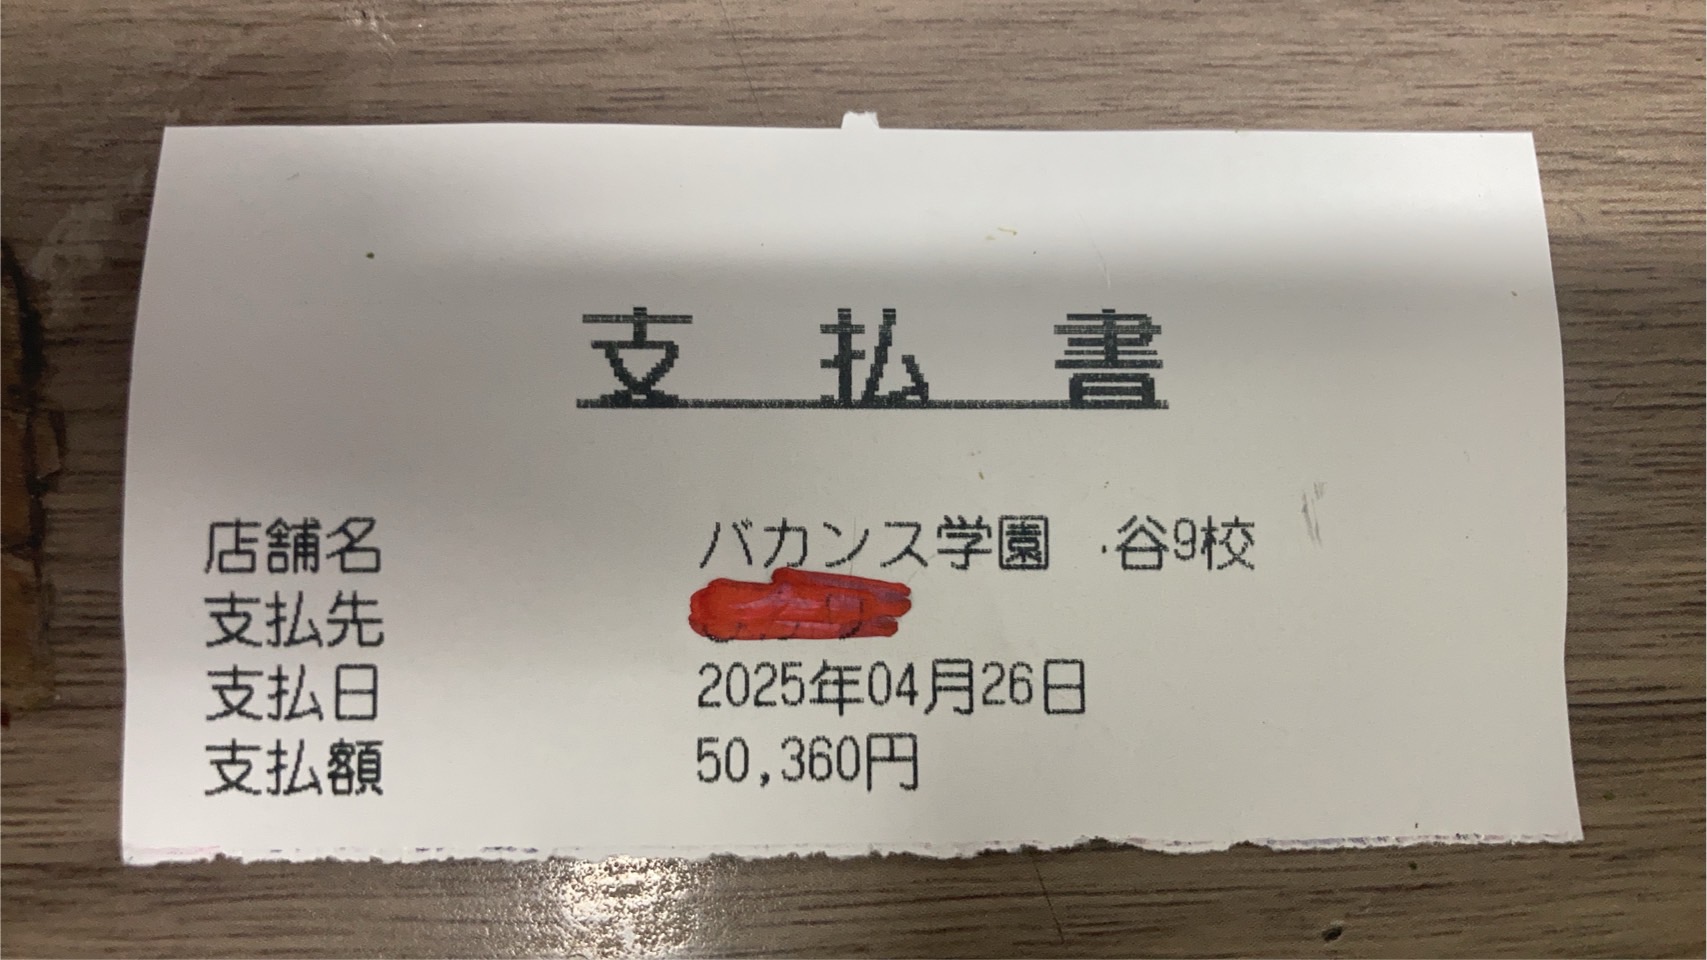 支払書
店舗名 バカンス学園 ·谷9校
支払先
支払日 2025年04月26日
支払額 50,360円